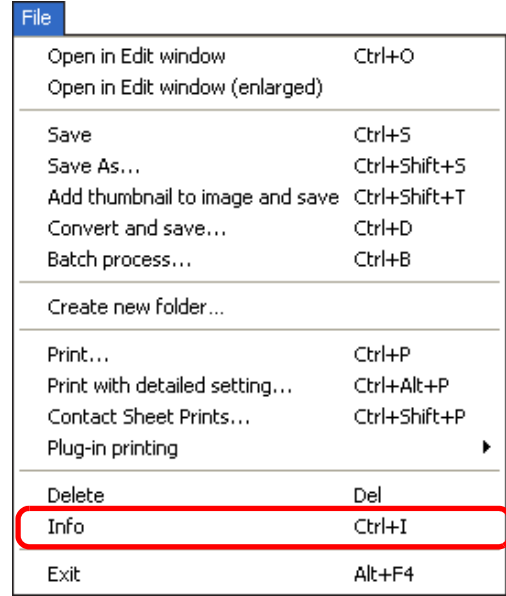 File
Open in Edit window Ctrl+O
Open in Edit window (enlarged)
Save Ctrl+S
Save As... Ctrl+Shift+S
Add thumbnail to image and save Ctrl+Shift+T
Convert and save... Ctrl+D
Batch process... Ctrl+B
Create new folder...
Print... Ctrl+P
Print with detailed setting... Ctrl+Alt+P
Contact Sheet Prints... Ctrl+Shift+P
Plug-in printing
Delete Del
Info Ctrl+I
Exit Alt+F4